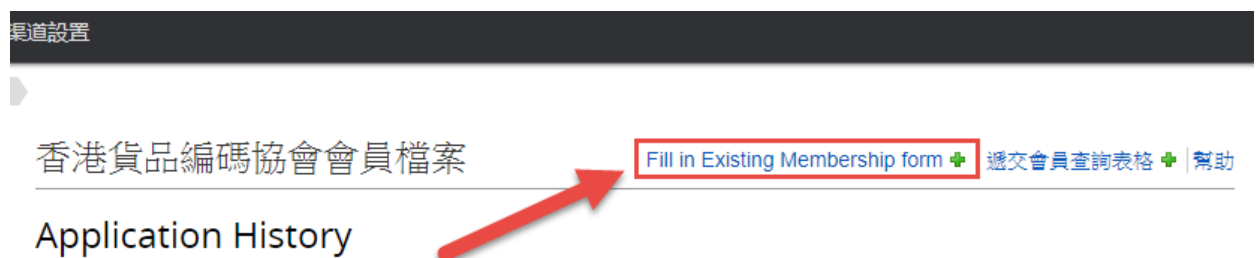 渠道設置
香港貨品編碼協會會員檔案
Fill in Existing Membership form 遞交會員查詢表格 | 幫助
Application History